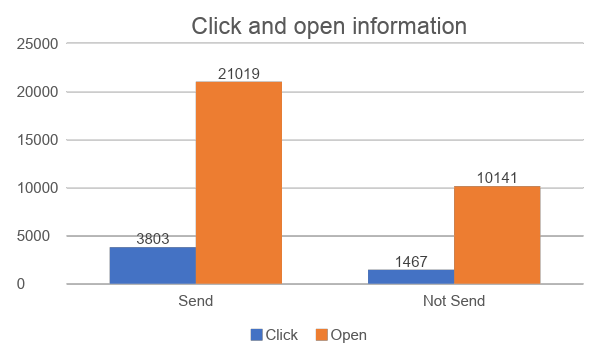 Click and open information
25000
20000
15000
10000
5000
0
21019
3803
10141
1467
Send
Not Send
Click
Open